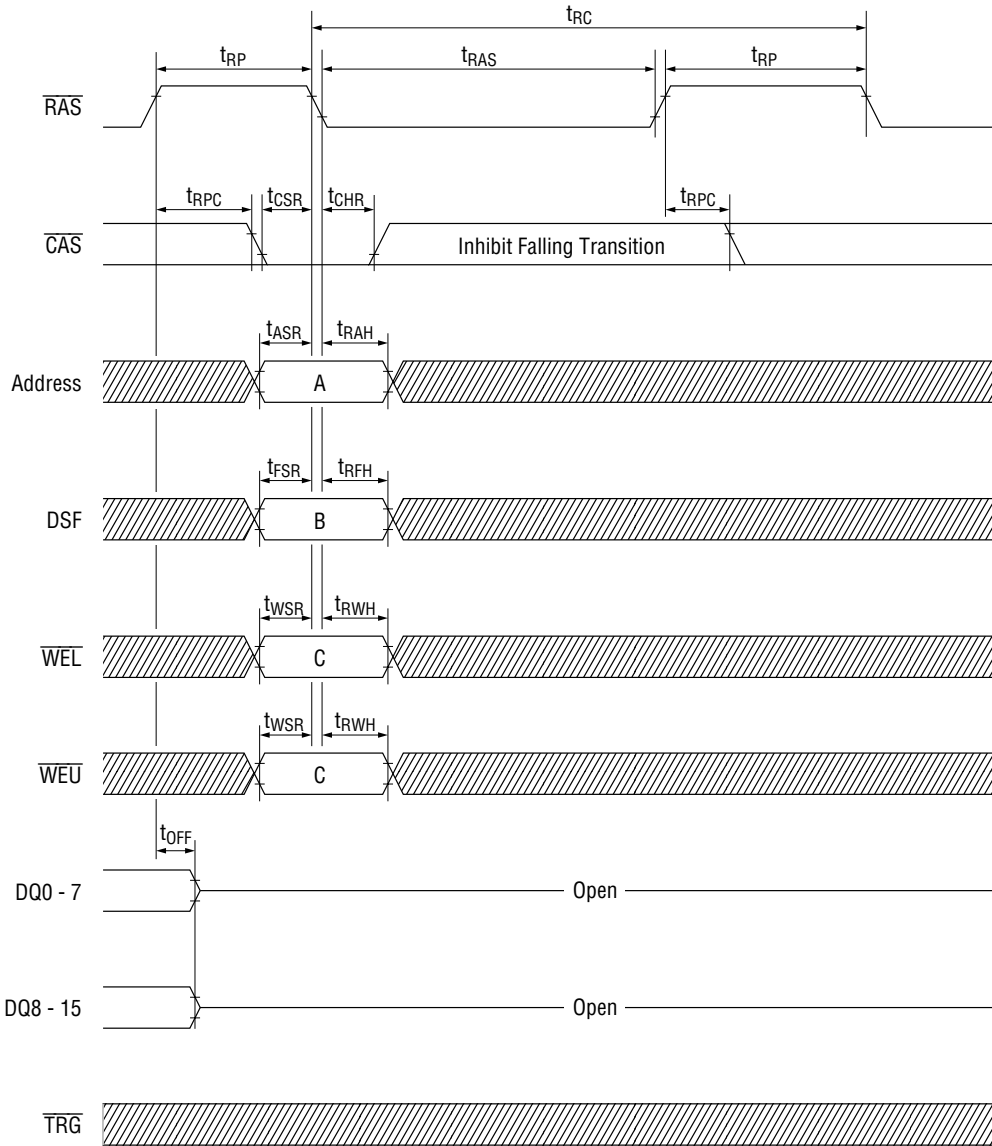 tRC
tRP tRAS tRP
RAS
tRPC tCSR tCHR tRPC
CAS Inhibit Falling Transition
tASR tRAH
Address A
tFSR tRFH
DSF B
tWSR tRWH
WEL C
tWSR tRWH
WEU C
tOFF
DQ0 - 7 Open
DQ8 - 15 Open
TRG